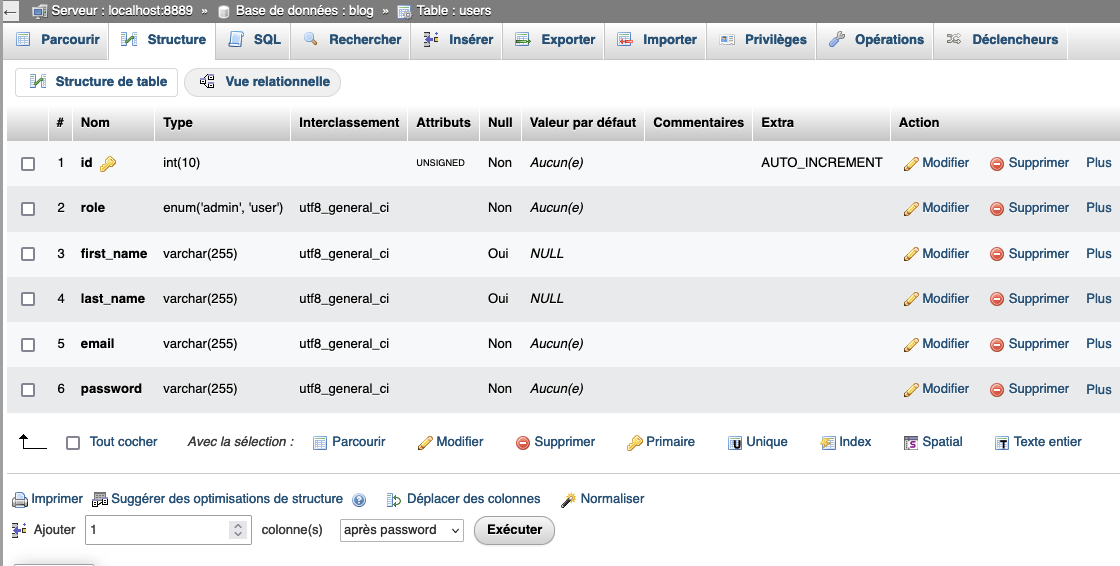 Serveur : localhost:8889 » Base de données : blog » Table : users
Parcourir Structure SQL Rechercher Insérer Exporter Importer Privilèges Opérations Déclencheurs
Structure de table Vue relationnelle
# Nom Type Interclassement Attributs Null Valeur par défaut Commentaires Extra Action
1 id int(10) UNSIGNED Non Aucun(e) AUTO_INCREMENT Modifier Supprimer Plus
2 role enum('admin', 'user') utf8_general_ci Non Aucun(e) Modifier Supprimer Plus
3 first_name varchar(255) utf8_general_ci Oui NULL Modifier Supprimer Plus
4 last_name varchar(255) utf8_general_ci Oui NULL Modifier Supprimer Plus
5 email varchar(255) utf8_general_ci Non Aucun(e) Modifier Supprimer Plus
6 password varchar(255) utf8_general_ci Non Aucun(e) Modifier Supprimer Plus
Tout cocher Avec la sélection : Parcourir Modifier Supprimer Primaire Unique Index Spatial Texte entier
Imprimer Suggérer des optimisations de structure Déplacer des colonnes Normaliser
Ajouter 1 colonne(s) après password Exécuter